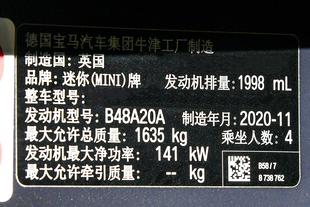 德国宝马汽车集团牛津工厂制造
制造国：英国
品牌：迷你(MINI)牌 发动机排量：1998 mL
整车型号：
发动机型号：B48A20A 制造年月：2020-11
最大允许总质量：1635 kg 乘坐人数：4
发动机最大净功率：141 kW
最大允许牵引质量：-- kg
B58/7
8 738 762